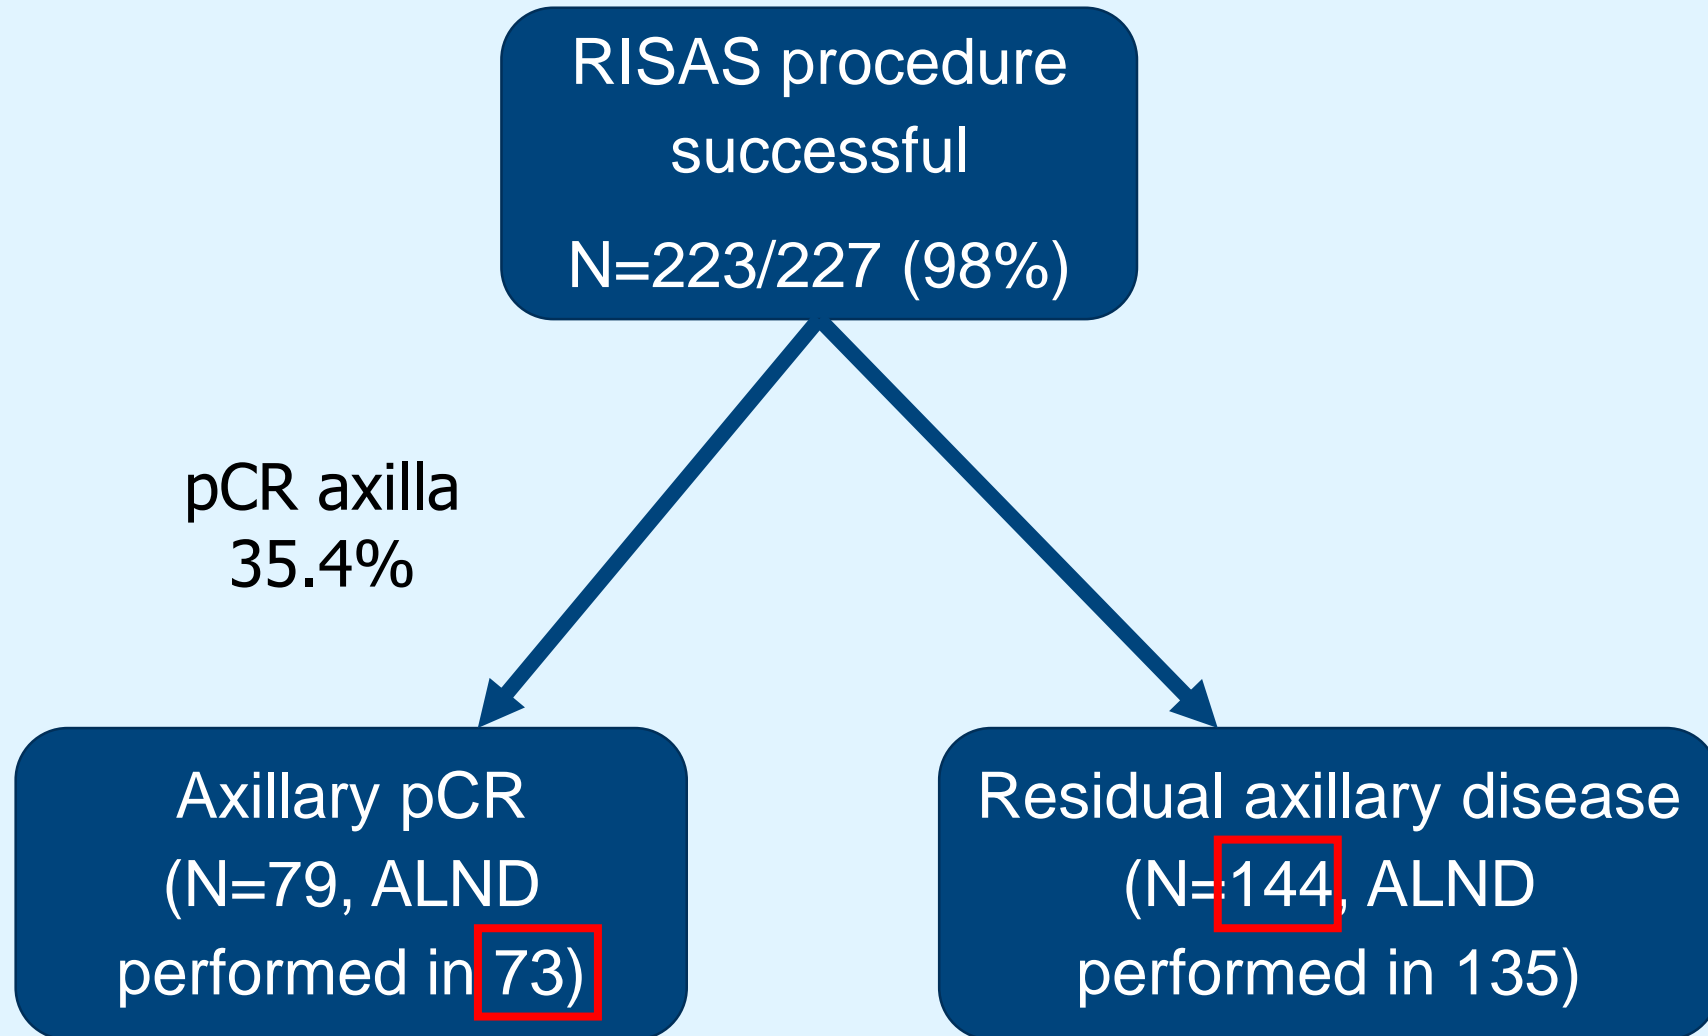 RISAS procedure
successful
N=223/227 (98%)
pCR axilla
35.4%
Axillary pCR
(N=79, ALND
performed in 73)
Residual axillary disease
(N=144, ALND
performed in 135)